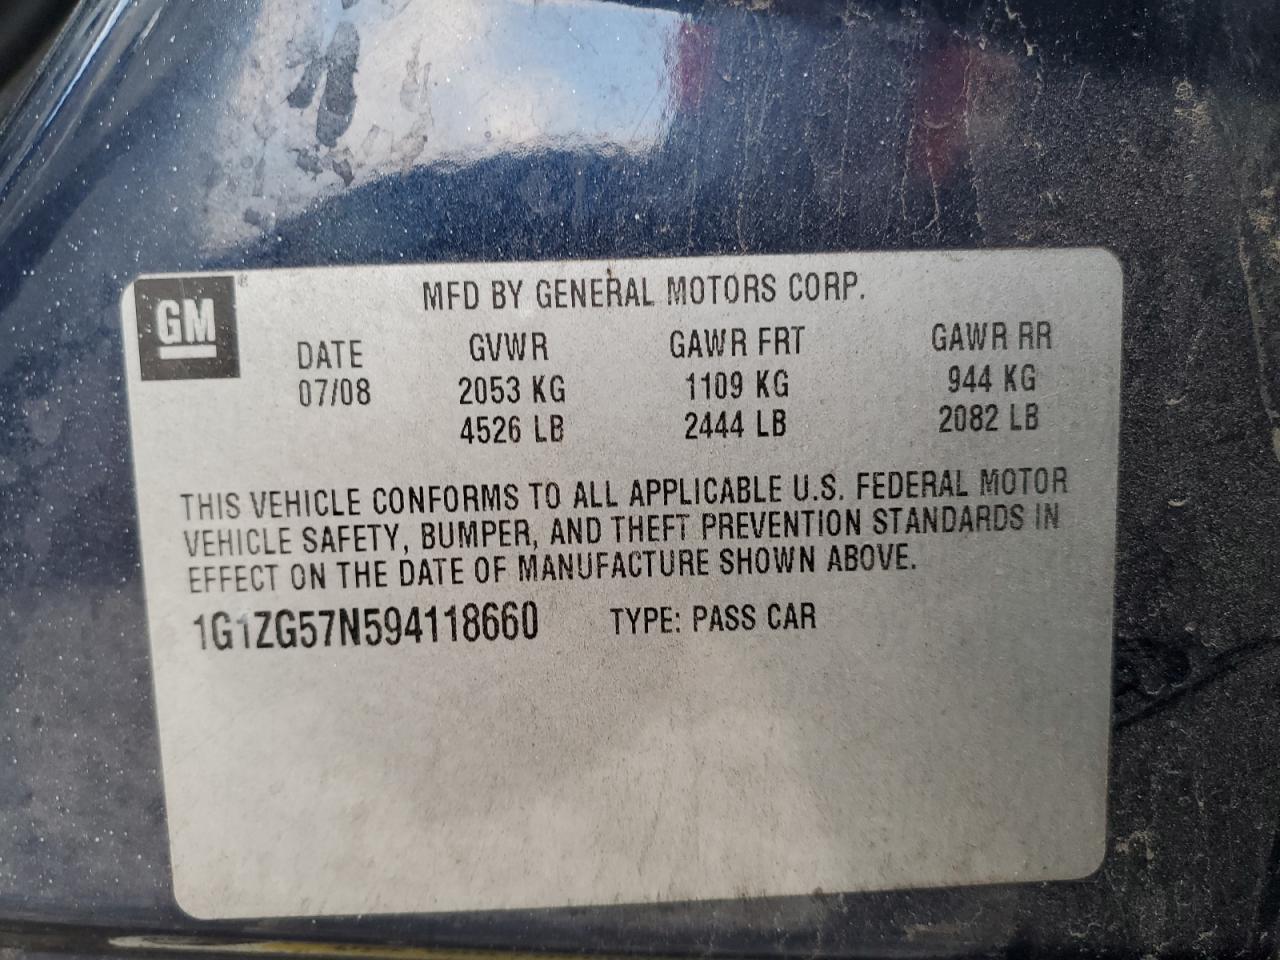 GM ®
MFD BY GENERAL MOTORS CORP.
DATE GVWR GAWR FRT GAWR RR
07/08 2053 KG 1109 KG 944 KG
4526 LB 2444 LB 2082 LB
THIS VEHICLE CONFORMS TO ALL APPLICABLE U.S. FEDERAL MOTOR
VEHICLE SAFETY, BUMPER, AND THEFT PREVENTION STANDARDS IN
EFFECT ON THE DATE OF MANUFACTURE SHOWN ABOVE.
1G1ZG57N594118660 TYPE: PASS CAR